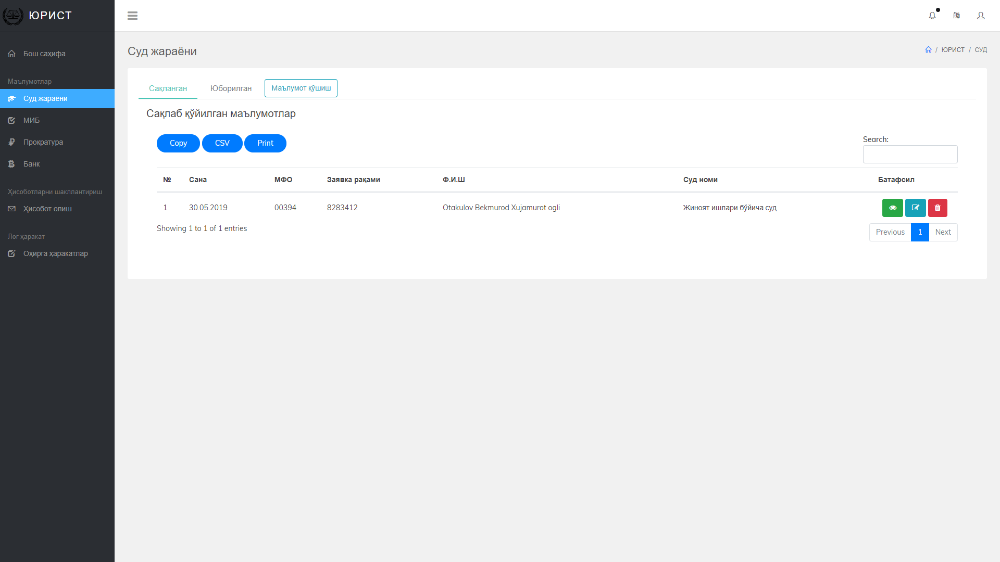 ЮРИСТ
Бош саҳифа
Маълумотлар
Суд жараёни
МИБ
Прократура
Банк
Ҳисоботларни шакллантириш
Ҳисобот олиш
Лог ҳаракат
Оҳирга ҳаракатлар
Суд жараёни
/ ЮРИСТ / СУД
Сақланган Юборилган Маълумот қўшиш
Сақлаб қўйилган маълумотлар
Copy CSV Print
Search:
№ Сана МФО Заявка рақами Ф.И.Ш Суд номи Батафсил
1 30.05.2019 00394 8283412 Otakulov Bekmurod Xujamurot ogli Жиноят ишлари бўйича суд
Showing 1 to 1 of 1 entries
Previous 1 Next